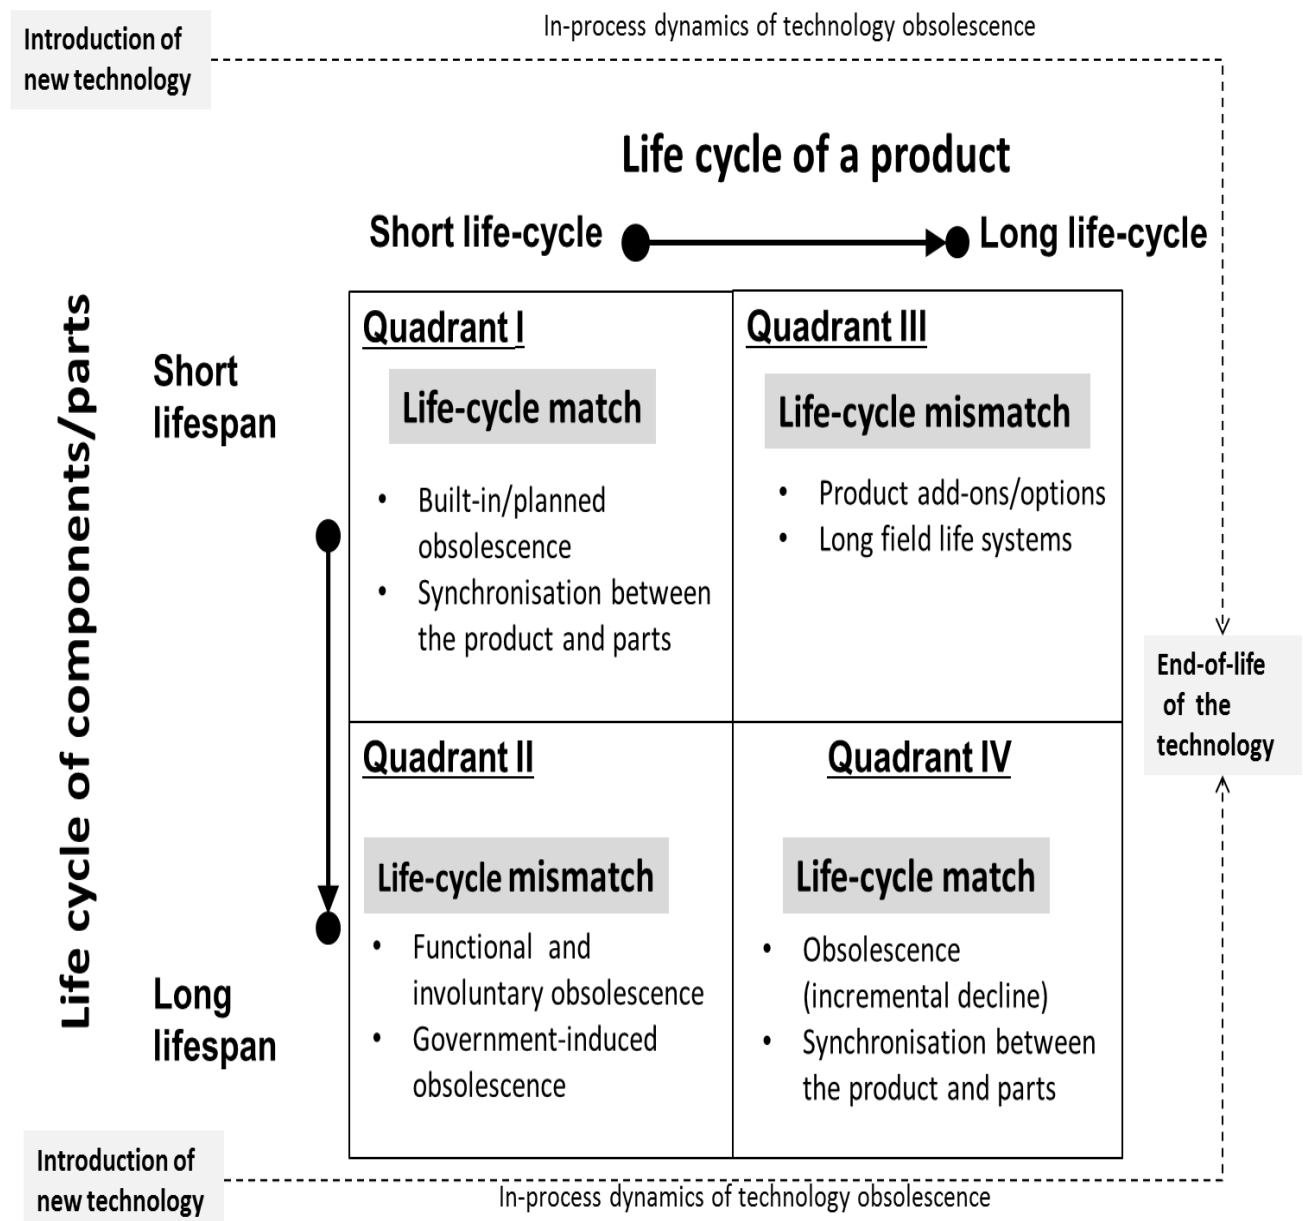 Introduction of
new technology
In-process dynamics of technology obsolescence
Life cycle of a product
Short life-cycle
Long life-cycle
Life cycle of components/parts
Short
lifespan
Long
lifespan
Quadrant I
Life-cycle match
• Built-in/planned
obsolescence
• Synchronisation between
the product and parts
Quadrant III
Life-cycle mismatch
• Product add-ons/options
• Long field life systems
Quadrant II
Life-cycle mismatch
• Functional and
involuntary obsolescence
• Government-induced
obsolescence
Quadrant IV
Life-cycle match
• Obsolescence
(incremental decline)
• Synchronisation between
the product and parts
End-of-life
of the
technology
Introduction of
new technology
In-process dynamics of technology obsolescence